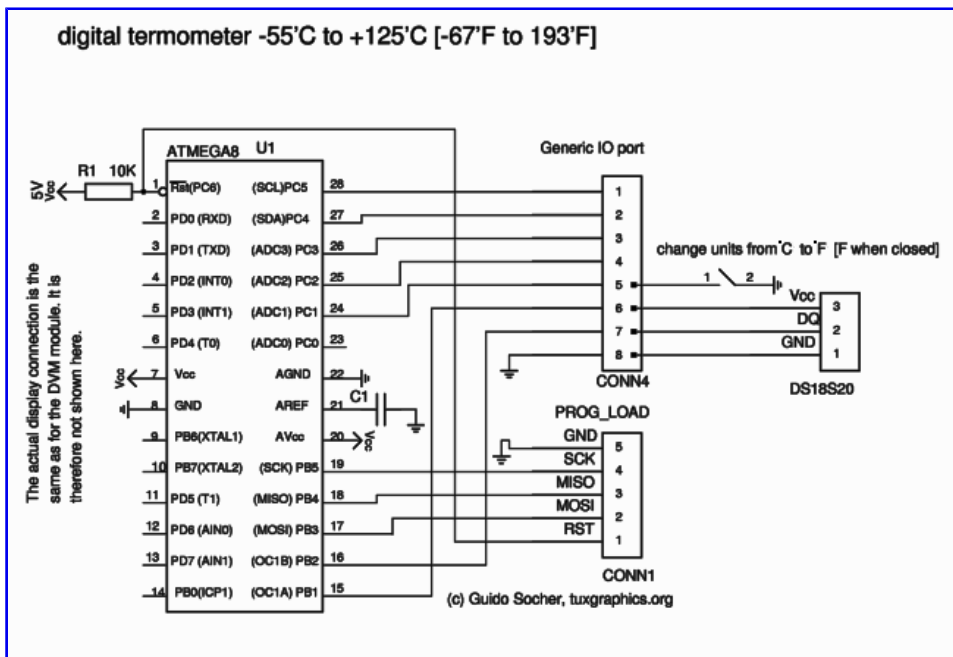 digital termometer -55'C to +125'C [-67'F to 193'F]
ATMEGA8 U1
R1 10K
5V
Vcc
1 Rst(PC6)
2 PD0 (RXD)
3 PD1 (TXD)
4 PD2 (INT0)
5 PD3 (INT1)
6 PD4 (T0)
7 Vcc
8 GND
9 PB6(XTAL1)
10 PB7(XTAL2)
11 PD5 (T1)
12 PD6 (AIN0)
13 PD7 (AIN1)
14 PB0(ICP1)
Vcc
(SCL)PC5 28
(SDA)PC4 27
(ADC3) PC3 26
(ADC2) PC2 25
(ADC1) PC1 24
(ADC0) PC0 23
AGND 22
AREF 21
AVcc 20
(SCK) PB5 19
(MISO) PB4 18
(MOSI) PB3 17
(OC1B) PB2 16
(OC1A) PB1 15
C1
Vcc
Generic IO port
1
2
3
4
5
6
7
8
CONN4
change units from °C to °F [F when closed]
1 2
Vcc 3
DQ 2
GND 1
DS18S20
PROG_LOAD
GND 5
SCK 4
MISO 3
MOSI 2
RST 1
CONN1
(c) Guido Socher, tuxgraphics.org
The actual display connection is the
same as for the DVM module. It is
therefore not shown here.